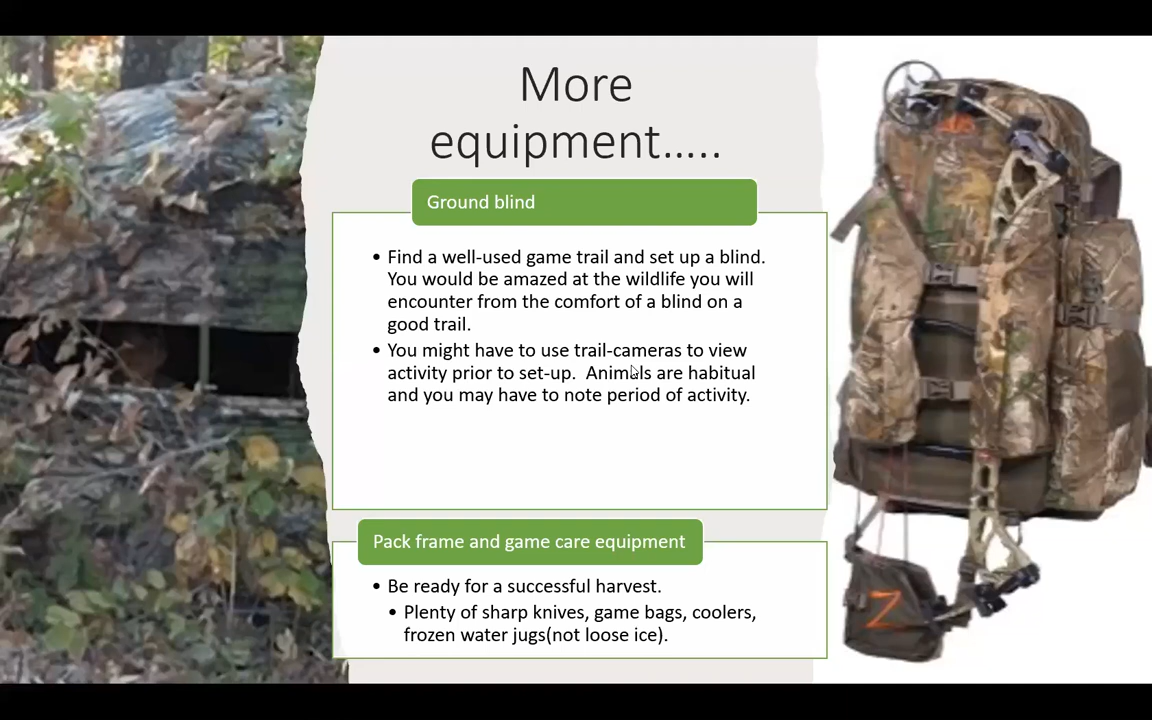 More
equipment.....
Ground blind
• Find a well-used game trail and set up a blind.
You would be amazed at the wildlife you will
encounter from the comfort of a blind on a
good trail.
• You might have to use trail-cameras to view
activity prior to set-up.  Animals are habitual
and you may have to note period of activity.
Pack frame and game care equipment
• Be ready for a successful harvest.
• Plenty of sharp knives, game bags, coolers,
frozen water jugs(not loose ice).
Z